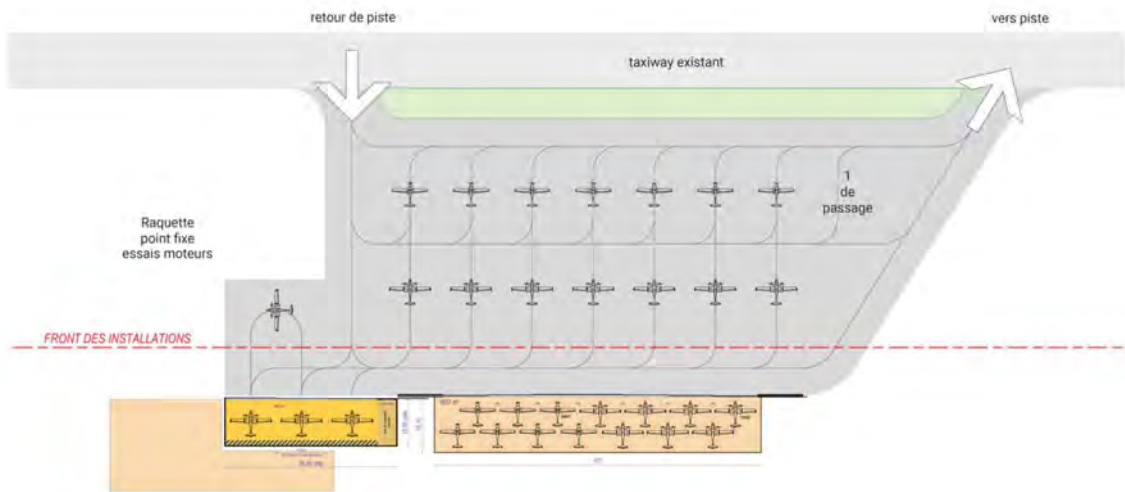 retour de piste
vers piste
taxiway existant
1
de
passage
Raquette
point fixe
essais moteurs
FRONT DES INSTALLATIONS